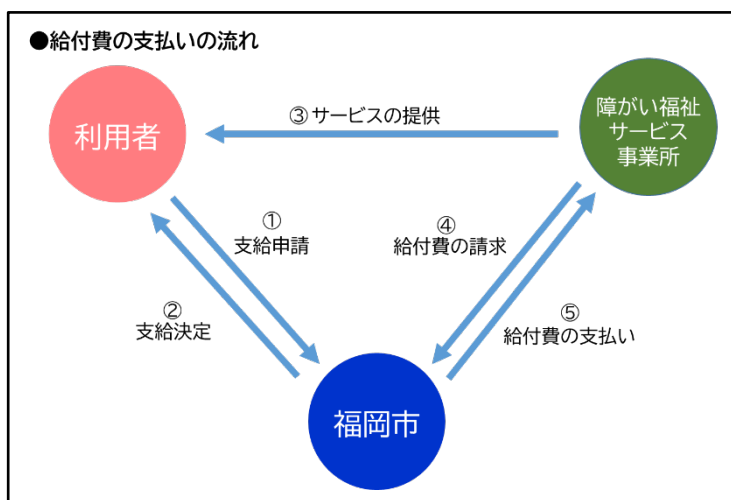 ●給付費の支払いの流れ
利用者
③サービスの提供
障がい福祉
サービス
事業所
①
支給申請
②
支給決定
④
給付費の請求
⑤
給付費の支払い
福岡市